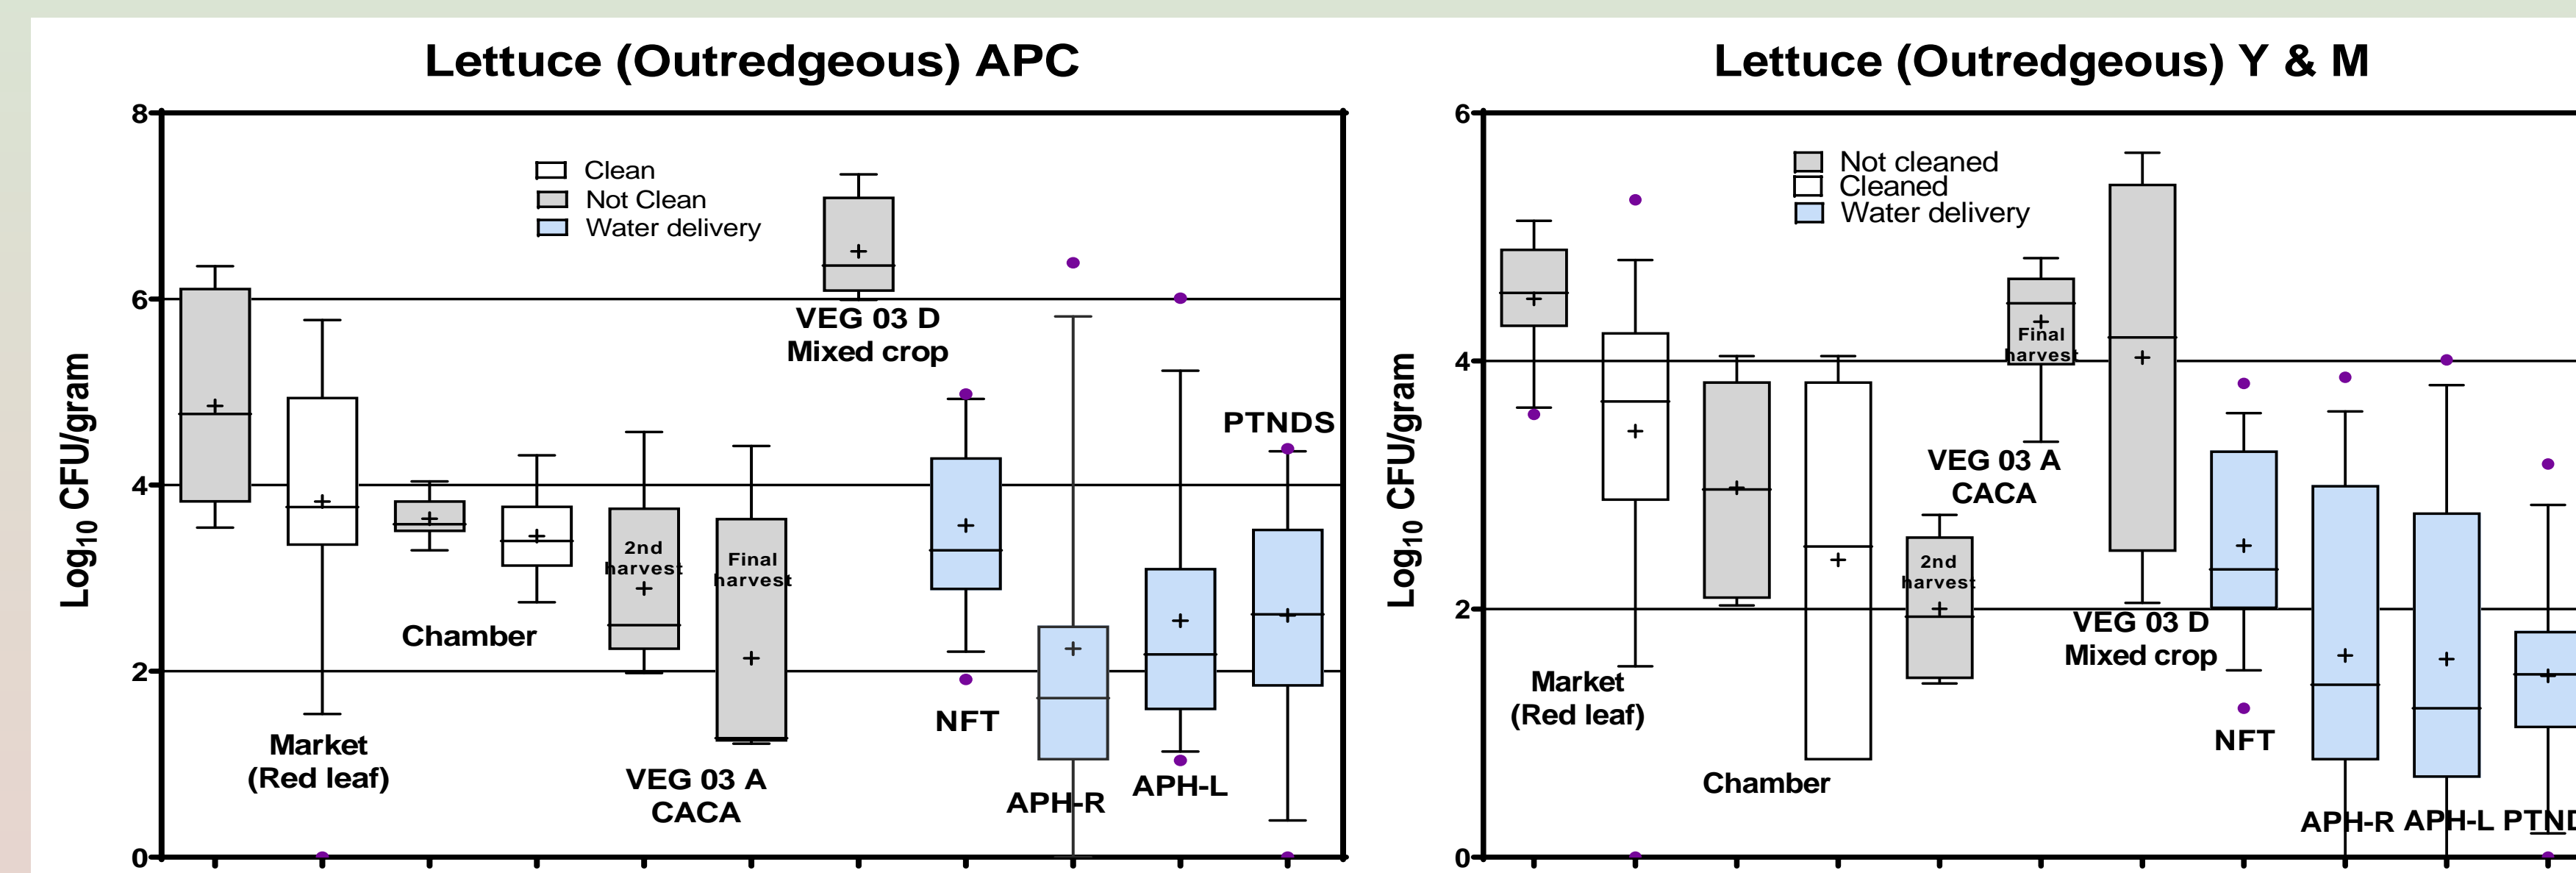 Lettuce (Outredgeous) APC
8
6
4
2
0
Log10 CFU/gram
Clean
Not Clean
Water delivery
VEG 03 D
Mixed crop
PTNDS
2nd
harvest
Final
harvest
Chamber
NFT
Market
(Red leaf)
VEG 03 A
CACA
APH-R
APH-L
Lettuce (Outredgeous) Y & M
6
4
2
0
Log10 CFU/gram
Not cleaned
Cleaned
Water delivery
Final
harvest
VEG 03 A
CACA
2nd
harvest
VEG 03 D
Mixed crop
Market
(Red leaf)
NFT
Chamber
APH-R
APH-L